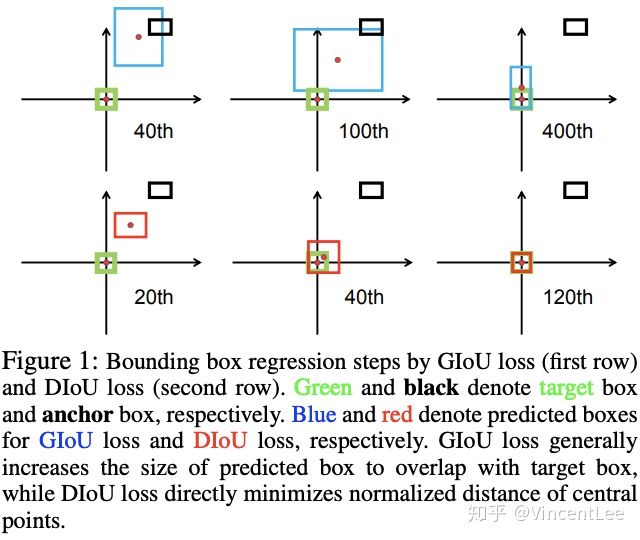 40th
100th
400th
20th
40th
120th
Figure 1: Bounding box regression steps by GIoU loss (first row)
and DIoU loss (second row). Green and black denote target box
and anchor box, respectively. Blue and red denote predicted boxes
for GIoU loss and DIoU loss, respectively. GIoU loss generally
increases the size of predicted box to overlap with target box,
while DIoU loss directly minimizes normalized distance of central
points.
知乎 @VincentLee